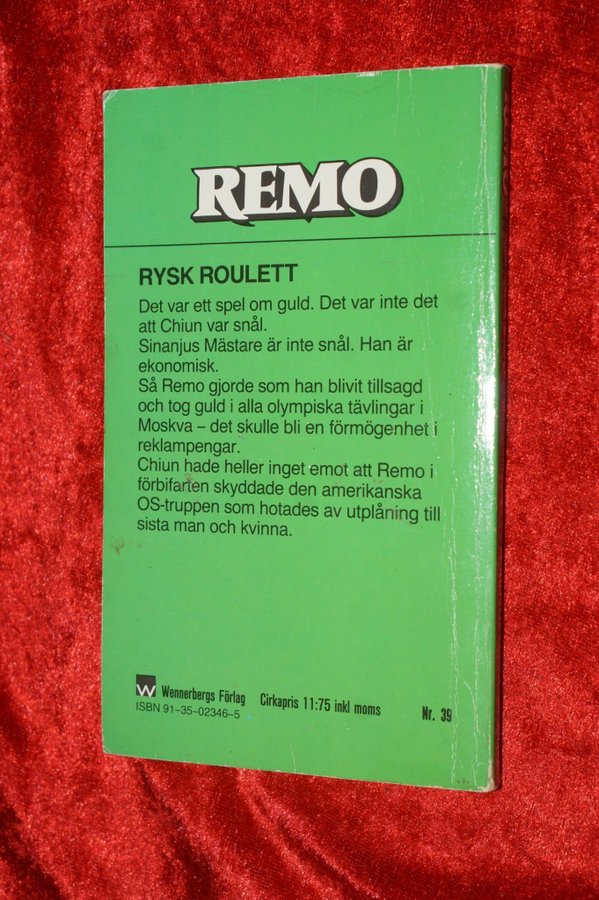 REMO
RYSK ROULETT
Det var ett spel om guld. Det var inte det
att Chiun var snål.
Sinanjus Mästare är inte snål. Han är
ekonomisk.
Så Remo gjorde som han blivit tillsagd
och tog guld i alla olympiska tävlingar i
Moskva – det skulle bli en förmögenhet i
reklampengar.
Chiun hade heller inget emot att Remo i
förbifarten skyddade den amerikanska
OS-truppen som hotades av utplåning till
sista man och kvinna.
W Wennerbergs Förlag Cirkapris 11:75 inkl moms Nr. 39
ISBN 91–35–02346–5